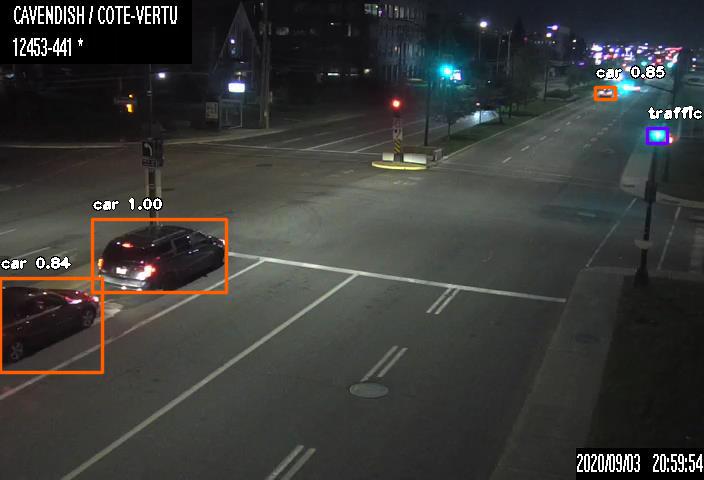 CAVENDISH / COTE-VERTU
12453-441 *
car 0.85
traffic
car 1.00
car 0.84
2020/09/03 20:59:54